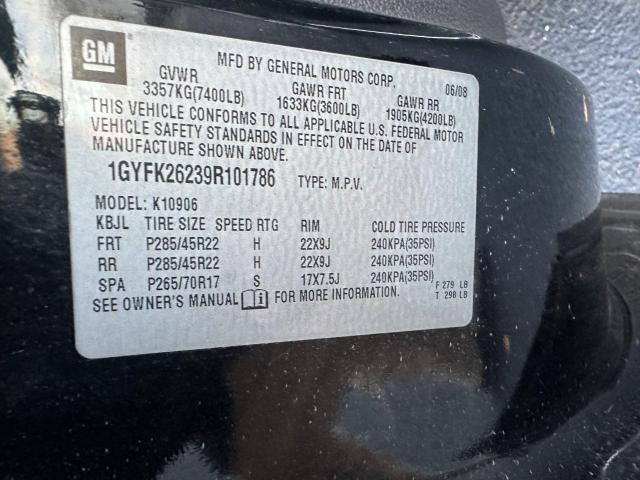 GM
MFD BY GENERAL MOTORS CORP. 06/08
GVWR GAWR FRT GAWR RR
3357KG(7400LB) 1633KG(3600LB) 1905KG(4200LB)
THIS VEHICLE CONFORMS TO ALL APPLICABLE U.S. FEDERAL MOTOR
VEHICLE SAFETY STANDARDS IN EFFECT ON THE DATE OF
MANUFACTURE SHOWN ABOVE.
1GYFK26239R101786 TYPE: M.P.V.
MODEL: K10906
KBJL TIRE SIZE SPEED RTG RIM COLD TIRE PRESSURE
FRT P285/45R22 H 22X9J 240KPA(35PSI)
RR P285/45R22 H 22X9J 240KPA(35PSI)
SPA P265/70R17 S 17X7.5J 240KPA(35PSI)
F 279 LB
SEE OWNER'S MANUAL FOR MORE INFORMATION. T 298 LB